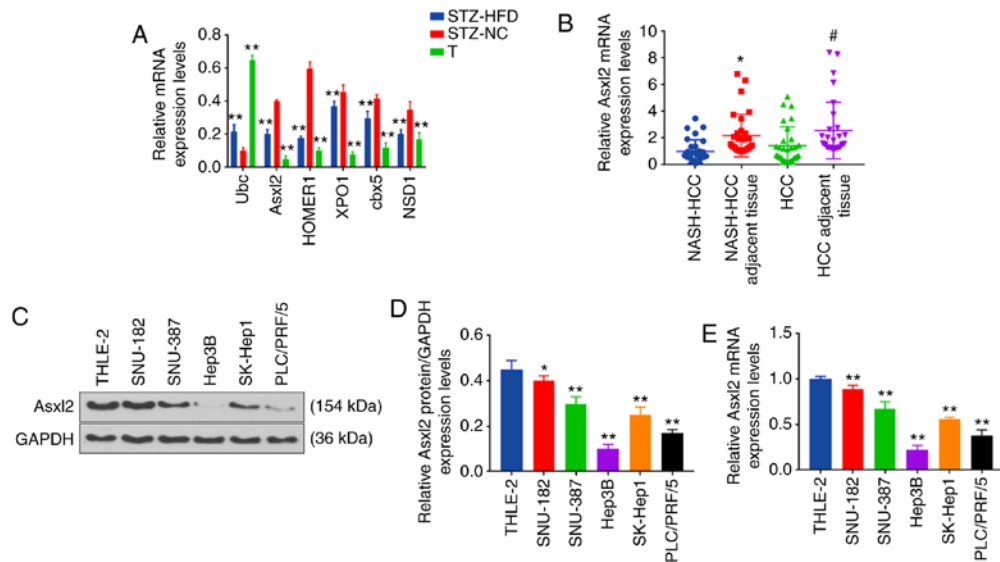 A
Relative mRNA
expression levels
0.8
0.6
0.4
0.2
0.0
** ** ** ** ** ** ** ** ** ** ** **
Ubc
Asxl2
HOMER1
XPO1
cbx5
NSD1
STZ-HFD
STZ-NC
T
B
Relative Asxl2 mRNA
expression levels
10
8
6
4
2
0
*
#
NASH-HCC
NASH-HCC
adjacent tissue
HCC
HCC adjacent
tissue
C
THLE-2
SNU-182
SNU-387
Hep3B
SK-Hep1
PLC/PRF/5
Asxl2
(154 kDa)
GAPDH
(36 kDa)
D
Relative Asxl2 protein/GAPDH
expression levels
0.6
0.4
0.2
0.0
* ** ** ** **
THLE-2
SNU-182
SNU-387
Hep3B
SK-Hep1
PLC/PRF/5
E
Relative Asxl2 mRNA
expression levels
1.5
1.0
0.5
0.0
** ** ** ** **
THLE-2
SNU-182
SNU-387
Hep3B
SK-Hep1
PLC/PRF/5